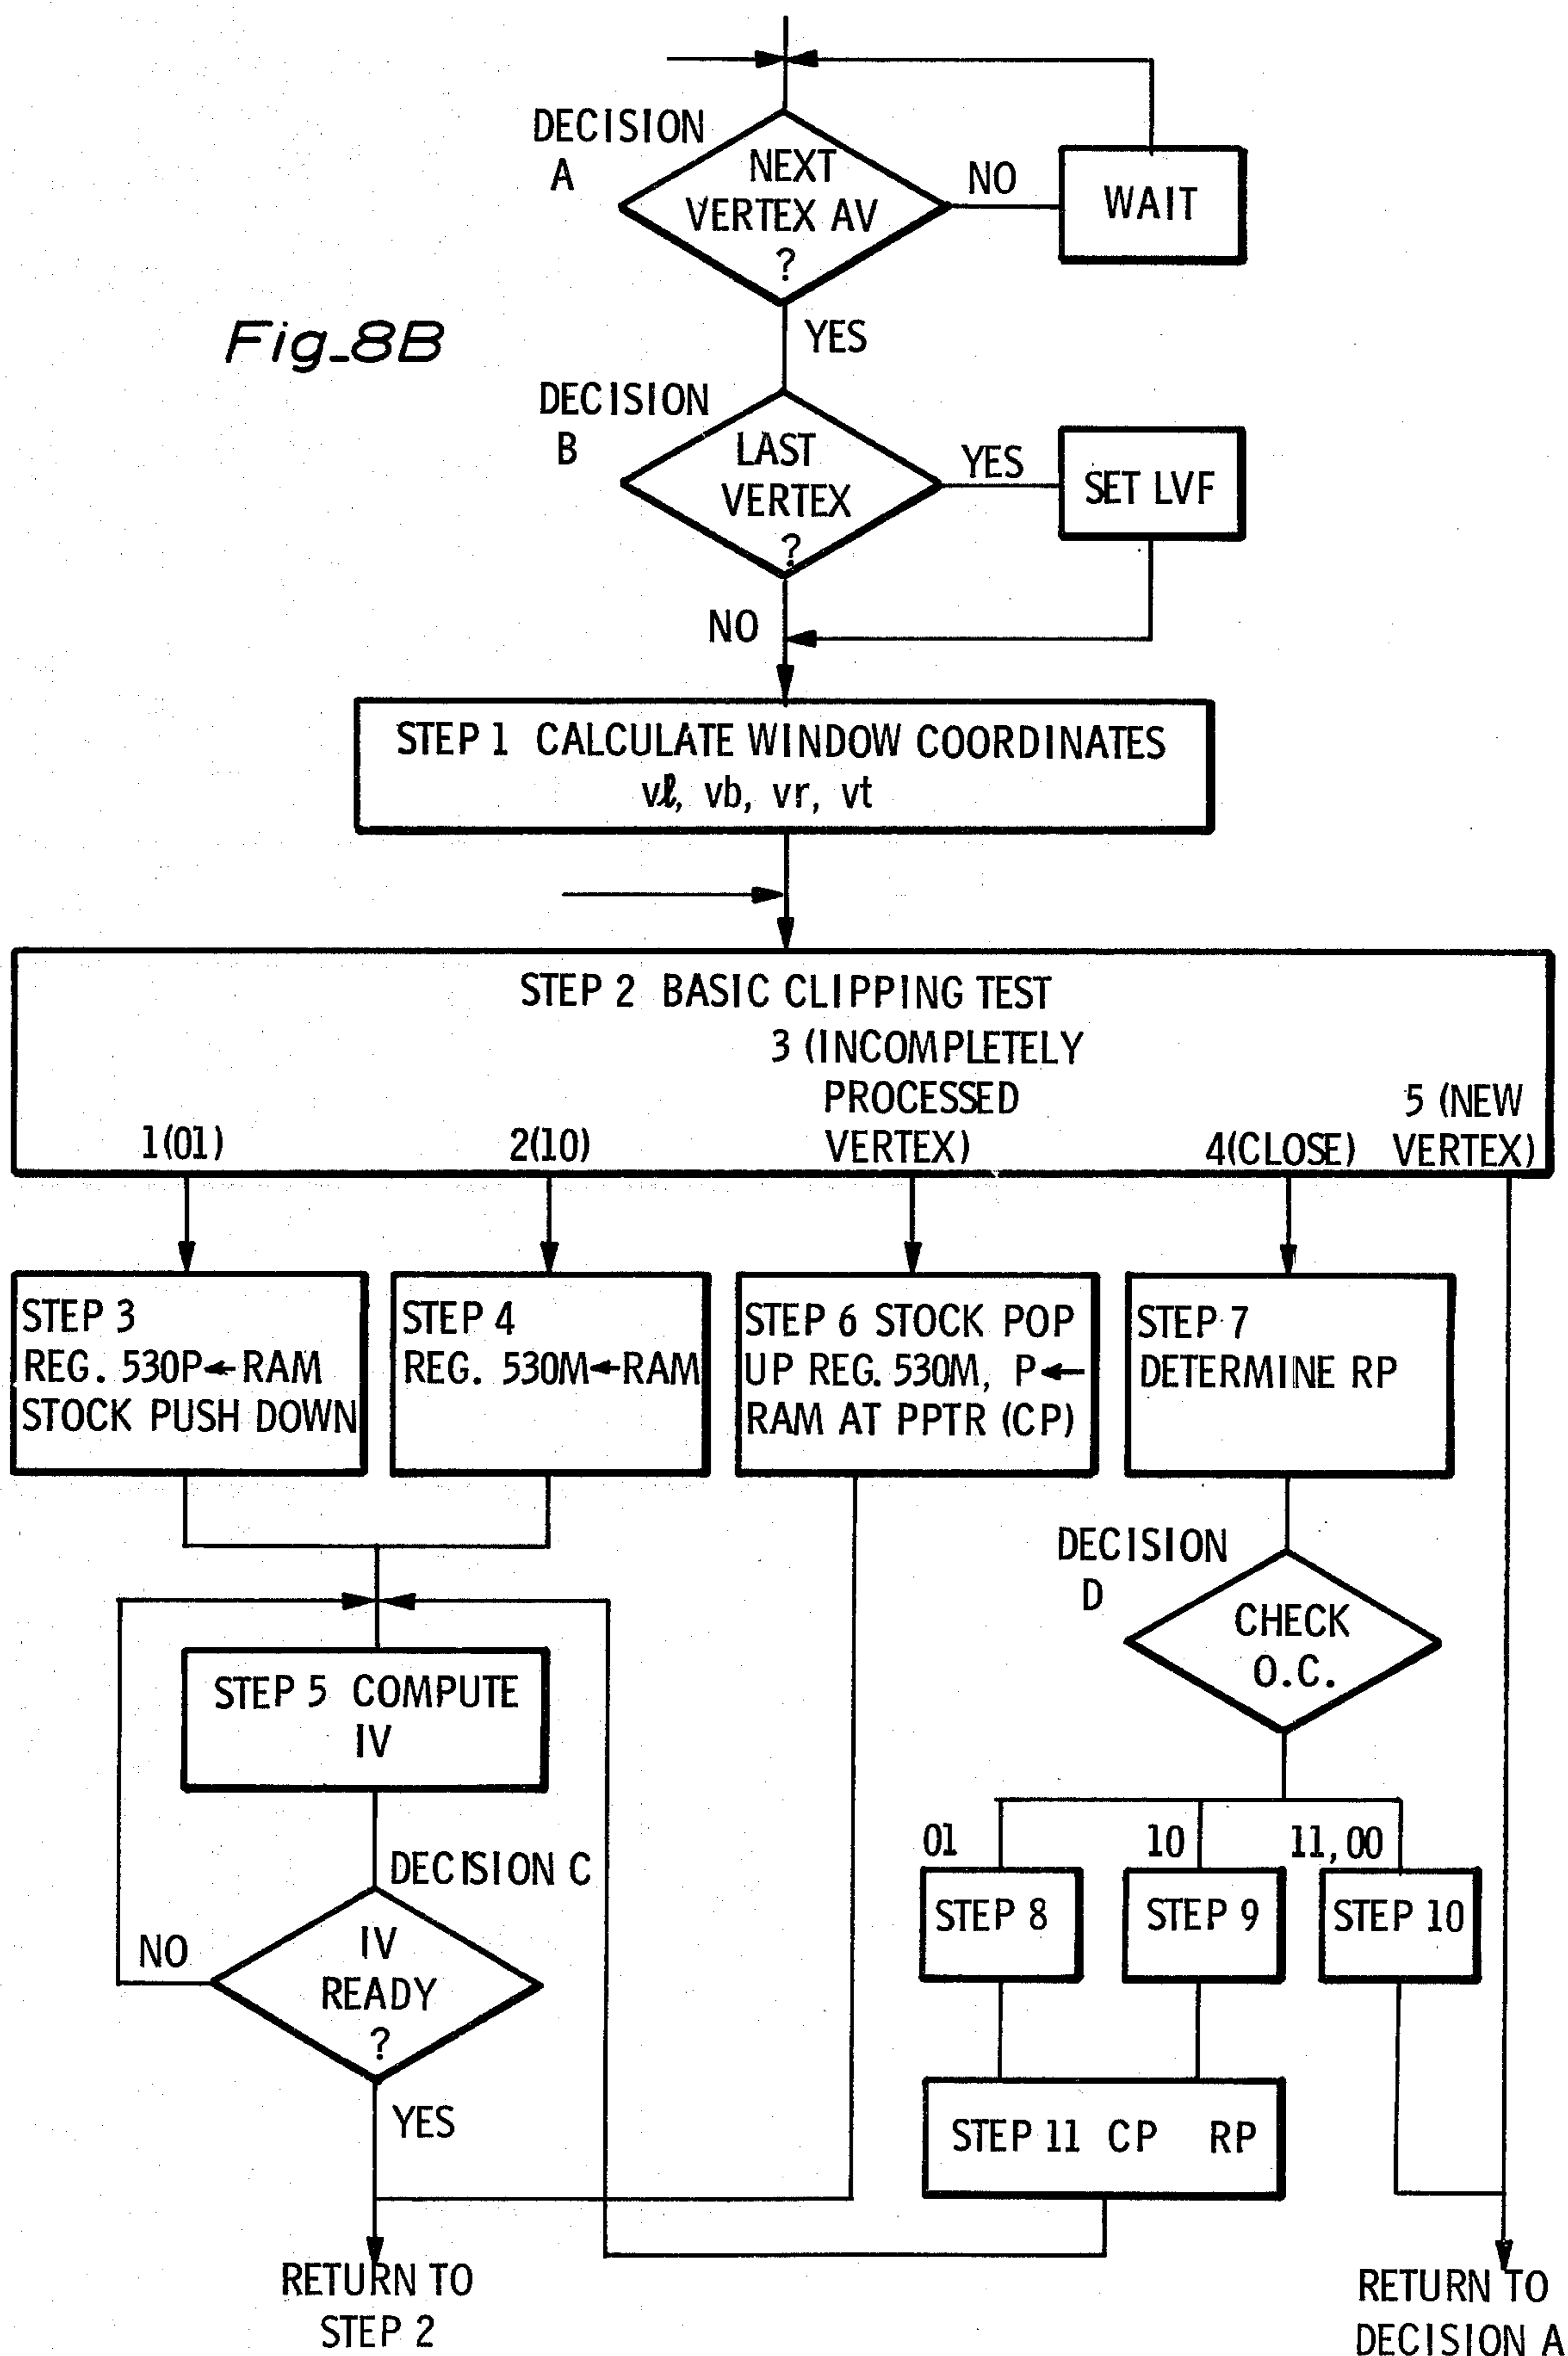 DECISION
A
NEXT
VERTEX AV
?
NO
WAIT
YES
Fig_8B
DECISION
B
LAST
VERTEX
?
YES
SET LVF
NO
STEP 1 CALCULATE WINDOW COORDINATES
vℓ, vb, vr, vt
STEP 2 BASIC CLIPPING TEST
1(01)
2(10)
3 (INCOMPLETELY
PROCESSED
VERTEX)
4(CLOSE)
5 (NEW
VERTEX)
STEP 3
REG. 530P←RAM
STOCK PUSH DOWN
STEP 4
REG. 530M←RAM
STEP 6 STOCK POP
UP REG. 530M, P←
RAM AT PPTR (CP)
STEP 7
DETERMINE RP
DECISION
D
CHECK
O.C.
STEP 5 COMPUTE
IV
DECISION C
IV
READY
?
NO
YES
01
10
11,00
STEP 8
STEP 9
STEP 10
STEP 11 CP RP
RETURN TO
STEP 2
RETURN TO
DECISION A